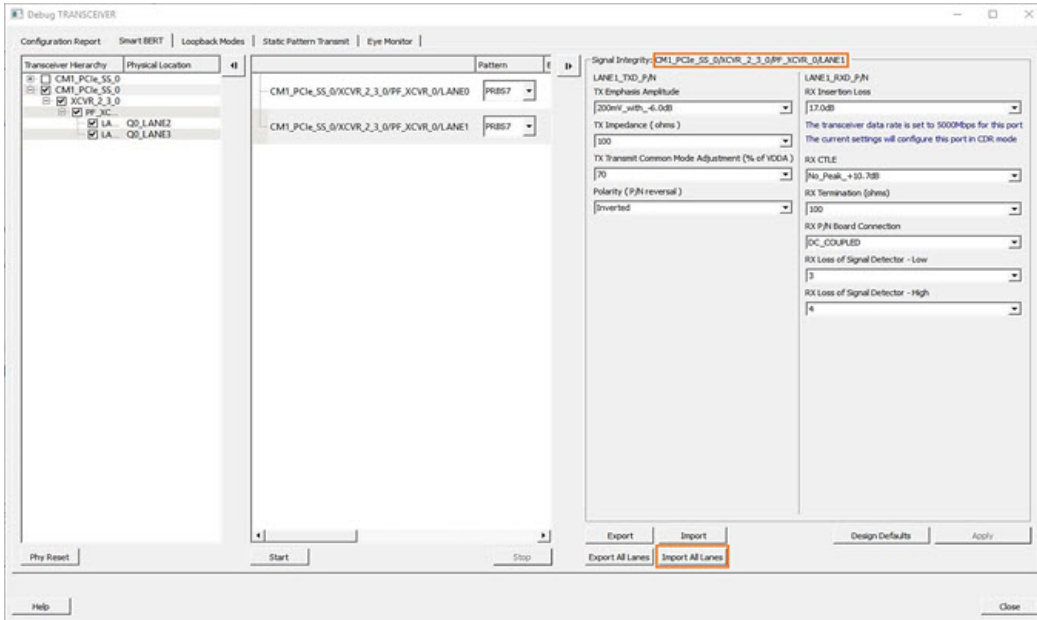 Debug TRANSCEIVER
Configuration Report Smart BERT Loopback Modes Static Pattern Transmit Eye Monitor
Transceiver Hierarchy Physical Location
CM1_PCIe_SS_0
CM1_PCIe_SS_0
XCVR_2_3_0
PF_XC...
LA... Q0_LANE2
LA... Q0_LANE3
Phy Reset
Pattern
CM1_PCIe_SS_0/XCVR_2_3_0/PF_XCVR_0/LANE0 PRBS7
CM1_PCIe_SS_0/XCVR_2_3_0/PF_XCVR_0/LANE1 PRBS7
Start Stop
Signal Integrity: CM1_PCIe_SS_0/XCVR_2_3_0/PF_XCVR_0/LANE1
LANE1_TXD_P/N
TX Emphasis Amplitude
200mV_with_-6.0dB
TX Impedance ( ohms )
100
TX Transmit Common Mode Adjustment (% of VDDA )
70
Polarity ( P/N reversal )
Inverted
LANE1_RXD_P/N
RX Insertion Loss
17.0dB
The transceiver data rate is set to 5000Mbps for this port
The current settings will configure this port in CDR mode
RX CTLE
No_Peak_+10.7dB
RX Termination (ohms)
100
RX P/N Board Connection
DC_COUPLED
RX Loss of Signal Detector - Low
3
RX Loss of Signal Detector - High
4
Export Import Design Defaults Apply
Export All Lanes Import All Lanes
Help Close